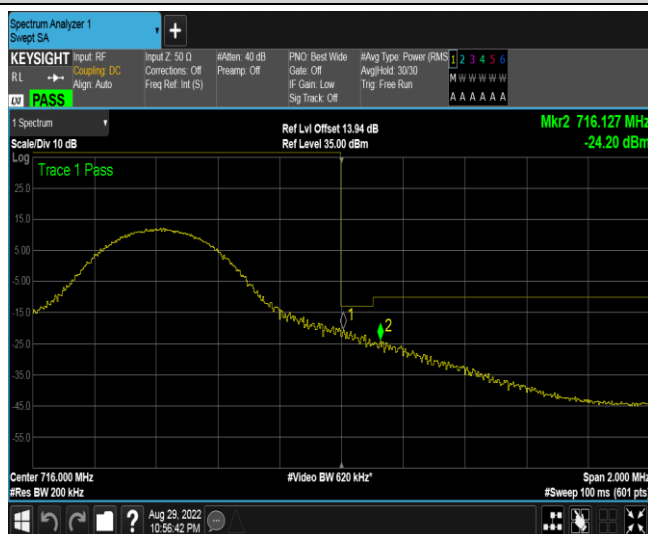 Spectrum Analyzer 1
Swept SA
+
KEYSIGHT
RL
LXI PASS
Input: RF
Coupling: DC
Align: Auto
Input Z: 50 Ω
Corrections: Off
Freq Ref: Int (S)
#Atten: 40 dB
Preamp: Off
PNO: Best Wide
Gate: Off
IF Gain: Low
Sig Track: Off
#Avg Type: Power (RMS
Avg|Hold: 30/30
Trig: Free Run
1 2 3 4 5 6
M W W W W W
A A A A A A
1 Spectrum
Scale/Div 10 dB
Ref Lvl Offset 13.94 dB
Ref Level 35.00 dBm
Mkr2 716.127 MHz
-24.20 dBm
Log
Trace 1 Pass
25.0
15.0
5.00
-5.00
-15.0
-25.0
-35.0
-45.0
-55.0
1
2
Center 716.000 MHz
#Res BW 200 kHz
#Video BW 620 kHz*
Span 2.000 MHz
#Sweep 100 ms (601 pts)
?
Aug 29, 2022
10:56:42 PM